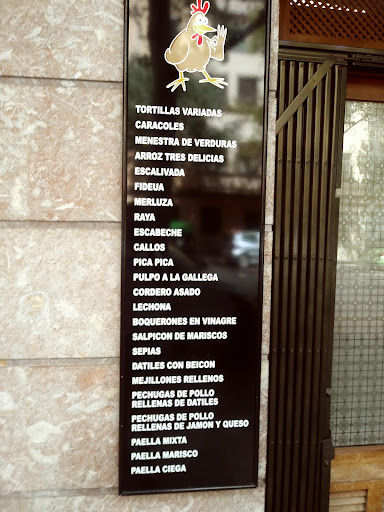 TORTILLAS VARIADAS
CARACOLES
MENESTRA DE VERDURAS
ARROZ TRES DELICIAS
ESCALIVADA
FIDEUA
MERLUZA
RAYA
ESCABECHE
CALLOS
PICA PICA
PULPO A LA GALLEGA
CORDERO ASADO
LECHONA
BOQUERONES EN VINAGRE
SALPICON DE MARISCOS
SEPIAS
DATILES CON BEICON
MEJILLONES RELLENOS
PECHUGAS DE POLLO
RELLENAS DE DATILES
PECHUGAS DE POLLO
RELLENAS DE JAMON Y QUESO
PAELLA MIXTA
PAELLA MARISCO
PAELLA CIEGA